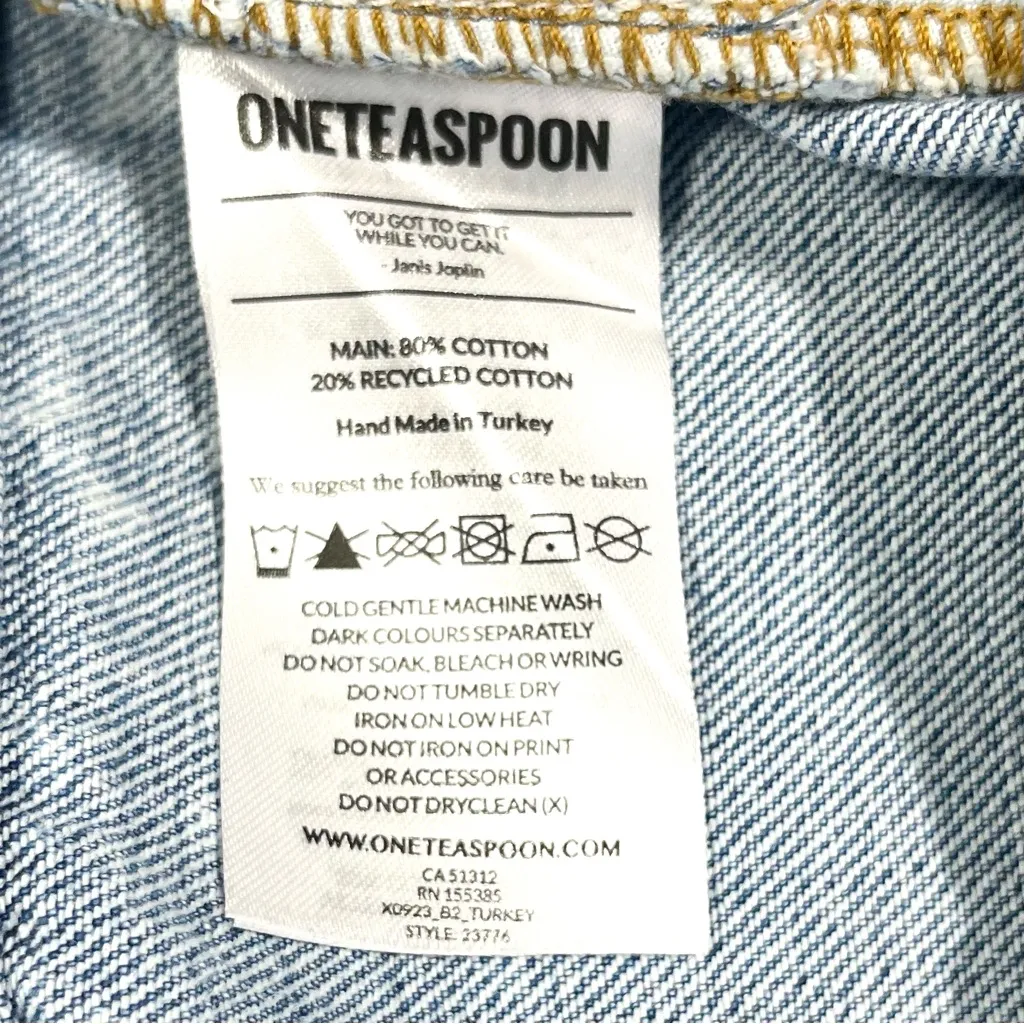 ONETEASPOON
YOU GOT TO GET IT
WHILE YOU CAN.
- Janis Joplin
MAIN: 80% COTTON
20% RECYCLED COTTON
Hand Made in Turkey
We suggest the following care be taken
COLD GENTLE MACHINE WASH
DARK COLOURS SEPARATELY
DO NOT SOAK, BLEACH OR WRING
DO NOT TUMBLE DRY
IRON ON LOW HEAT
DO NOT IRON ON PRINT
OR ACCESSORIES
DO NOT DRYCLEAN (X)
WWW.ONETEASPOON.COM
CA 51312
RN 155385
X0923_B2_TURKEY
STYLE: 23776